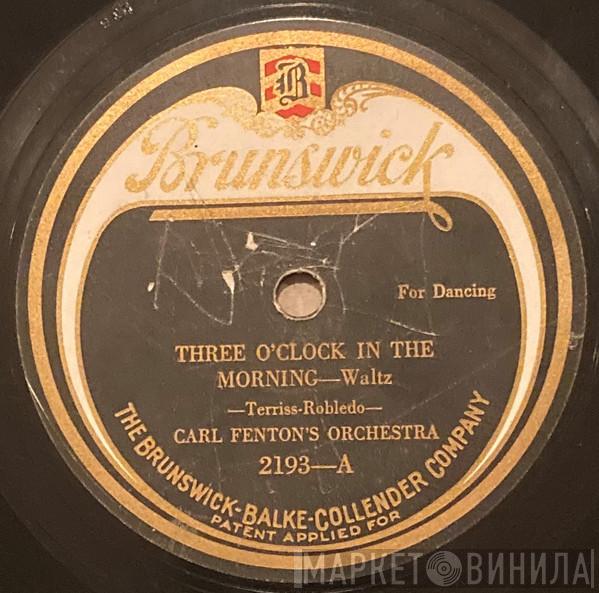 B
Brunswick
For Dancing
THREE O'CLOCK IN THE
MORNING—Waltz
—Terriss-Robledo—
CARL FENTON'S ORCHESTRA
2193—A
THE BRUNSWICK-BALKE-COLLENDER COMPANY
PATENT APPLIED FOR
МАРКЕТ ВИНИЛА